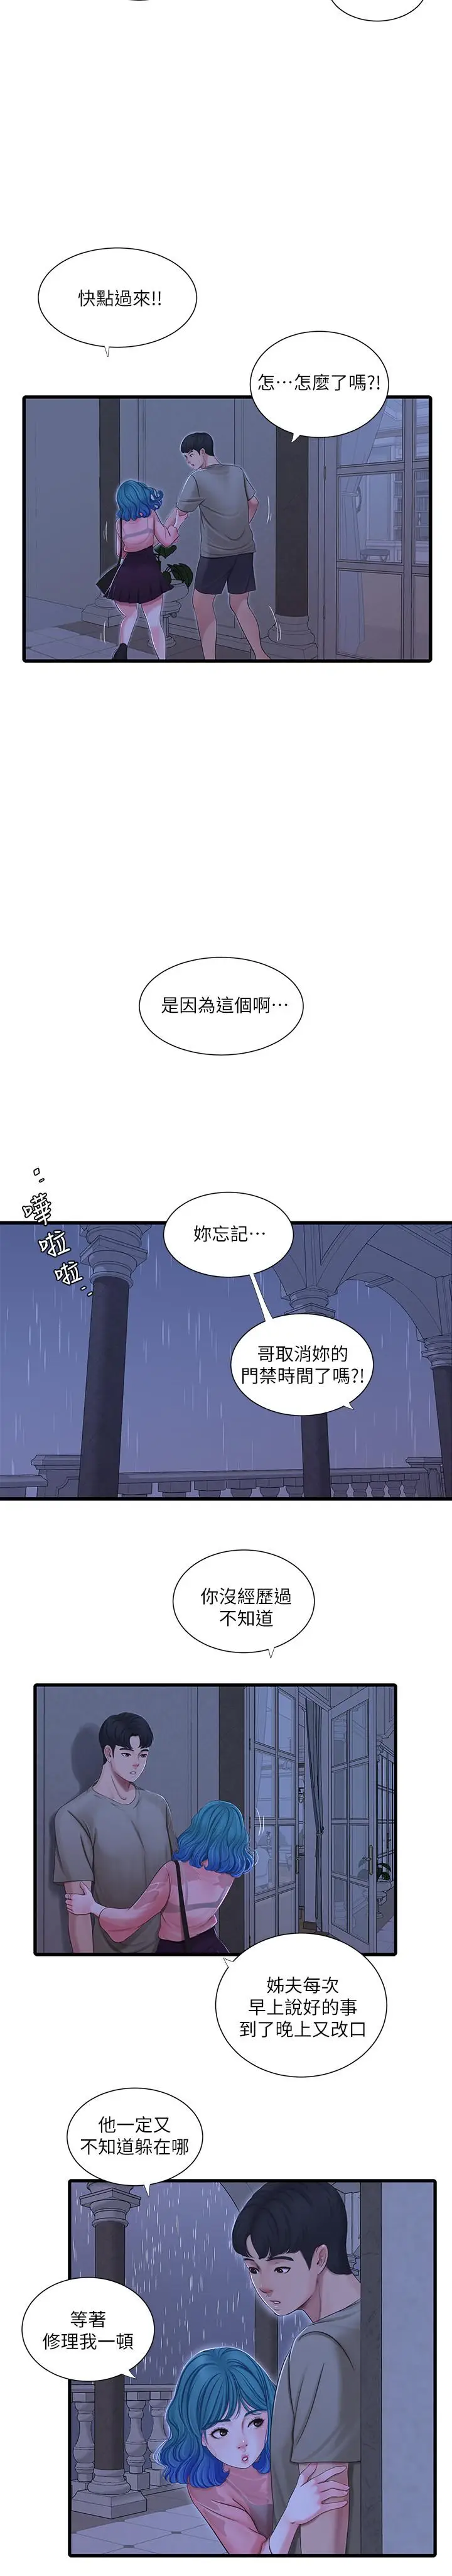 快點過來!!
怎⋯怎麼了嗎?!
是因為這個啊⋯
嘩
啦
啦
妳忘記⋯
哥取消妳的
門禁時間了嗎?!
你沒經歷過
不知道
姊夫每次
早上說好的事
到了晚上又改口
他一定又
不知道躲在哪
等著
修理我一頓